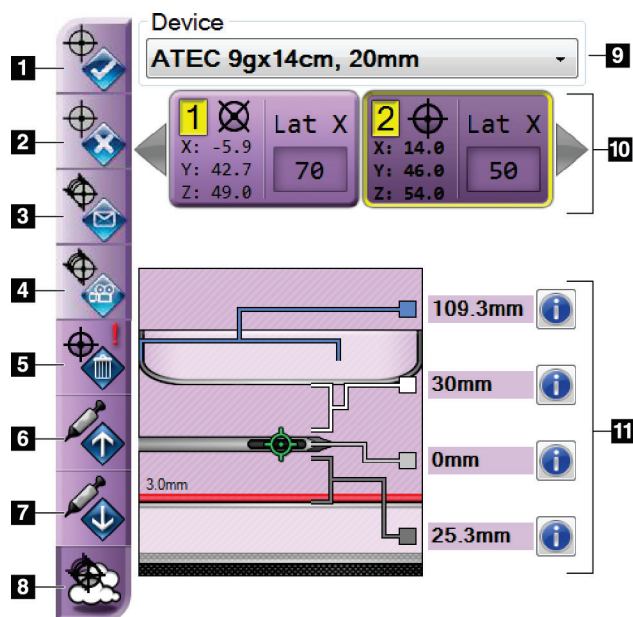 Device
1
ATEC 9gx14cm, 20mm
9
2
1
Lat X
X: -5.9
Y: 42.7
Z: 49.0
70
2
Lat X
X: 14.0
Y: 46.0
Z: 54.0
50
10
3
4
109.3mm
5
!
30mm
6
0mm
11
7
3.0mm
25.3mm
8